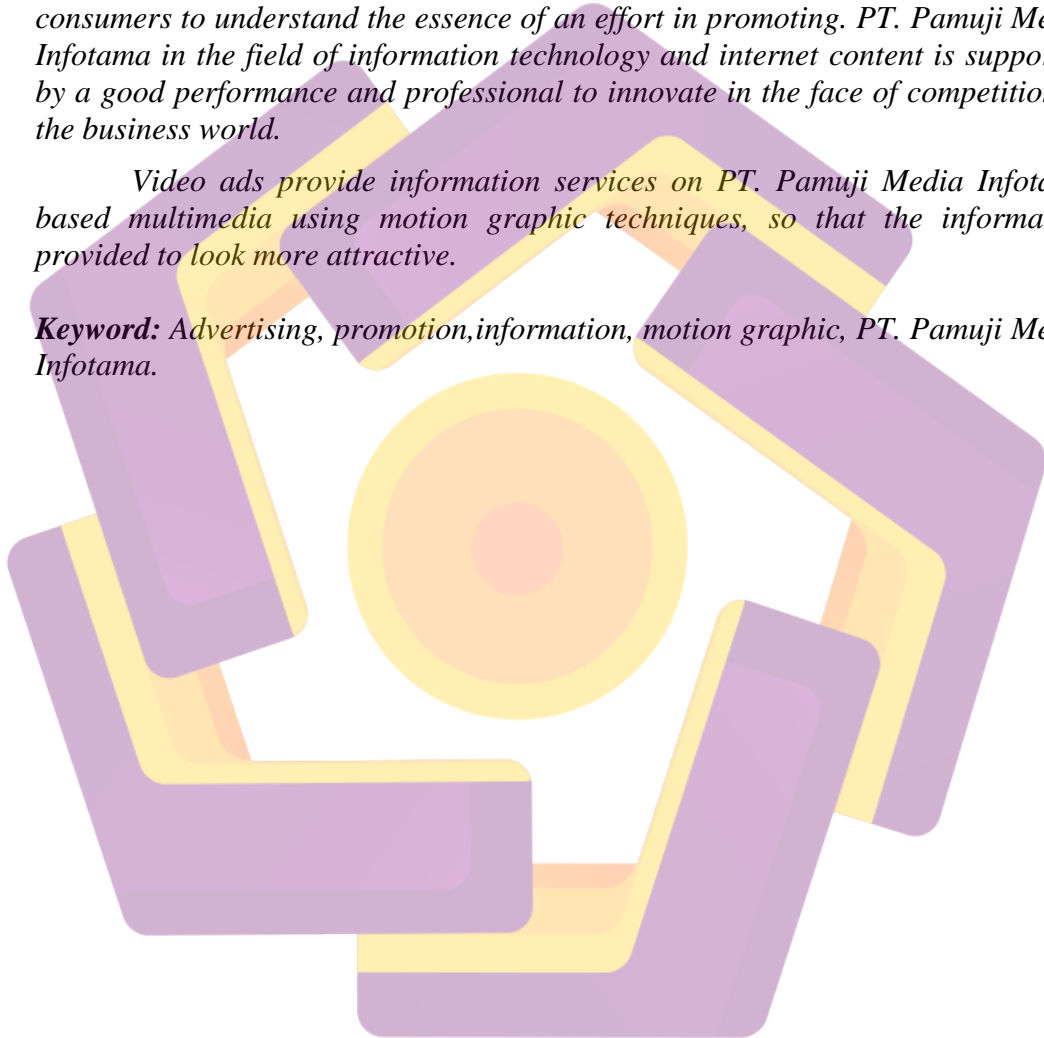 consumers to understand the essence of an effort in promoting. PT. Pamuji Me
Infotama in the field of information technology and internet content is suppo
by a good performance and professional to innovate in the face of competitio
the business world.
Video ads provide information services on PT. Pamuji Media Infota
based multimedia using motion graphic techniques, so that the informa
provided to look more attractive.
Keyword: Advertising, promotion,information, motion graphic, PT. Pamuji Me
Infotama.